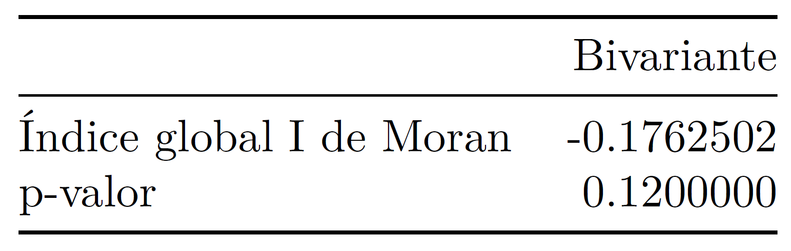 Bivariante
Índice global I de Moran -0.1762502
p-valor 0.1200000